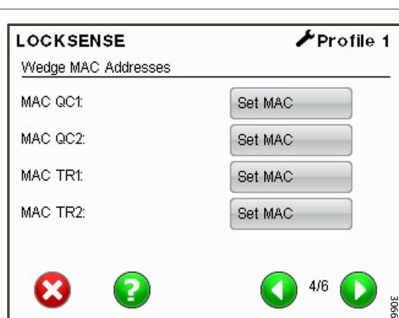 LOCKSENSE Profile 1
Wedge MAC Addresses
MAC QC1: Set MAC
MAC QC2: Set MAC
MAC TR1: Set MAC
MAC TR2: Set MAC
? 4/6
3066